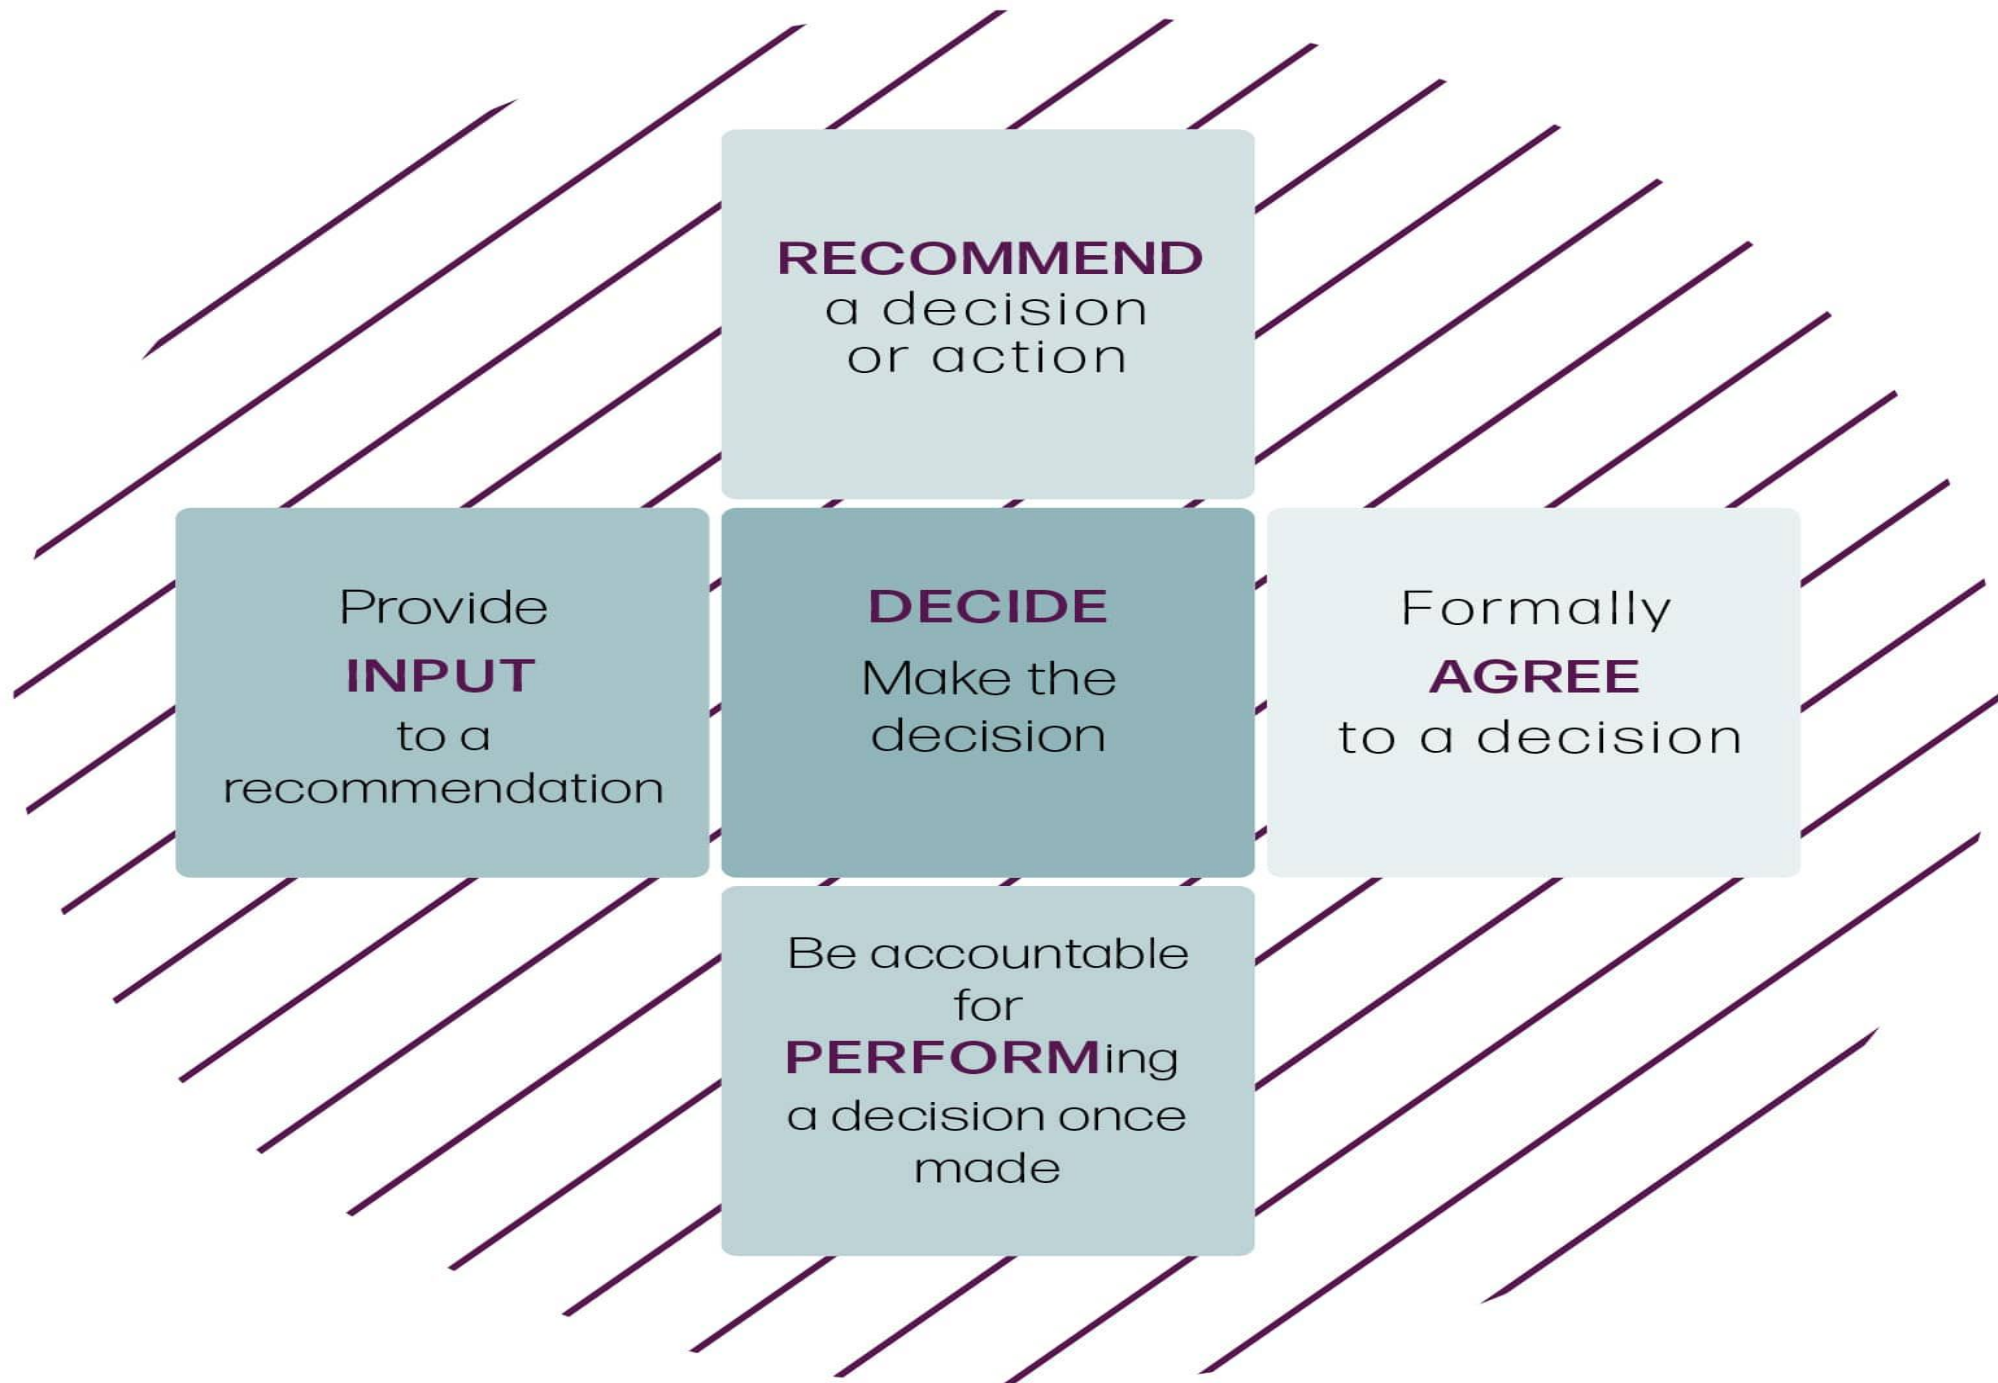 RECOMMEND
a decision
or action
Provide
INPUT
to a
recommendation
DECIDE
Make the
decision
Formally
AGREE
to a decision
Be accountable
for
PERFORMing
a decision once
made